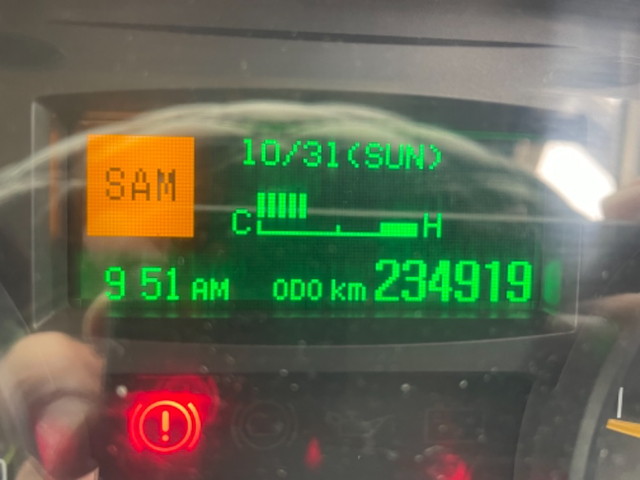 10/31(SUN)
SAM
C H
9 51 AM ODO km 234919
!